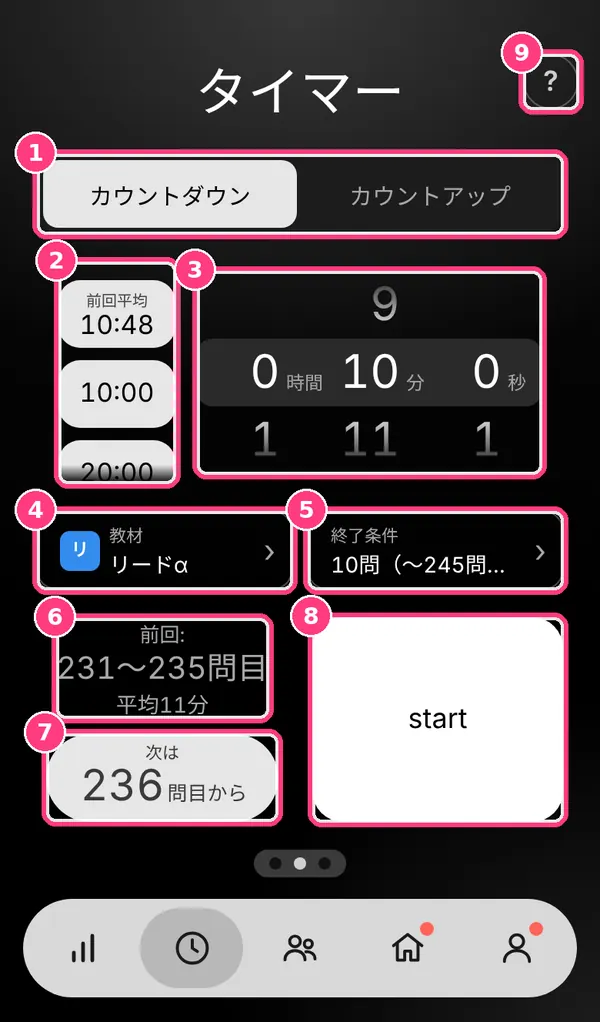 タイマー
9
?
1
カウントダウン
カウントアップ
2
前回平均
10:48
10:00
20:00
3
9
0 時間 10 分 0 秒
1 11 1
4
リ
教材
リードα
›
5
終了条件
10問（〜245問...
›
6
前回:
231〜235問目
平均11分
7
次は
236問目から
8
start